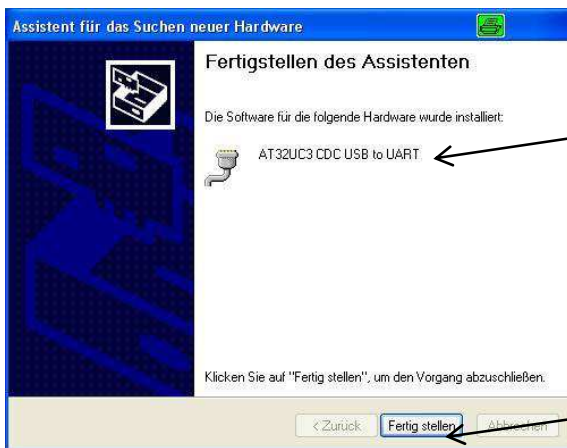 Assistent für das Suchen neuer Hardware
Fertigstellen des Assistenten
Die Software für die folgende Hardware wurde installiert:
AT32UC3 CDC USB to UART
Klicken Sie auf "Fertig stellen", um den Vorgang abzuschließen.
< Zurück Fertig stellen Abbrechen